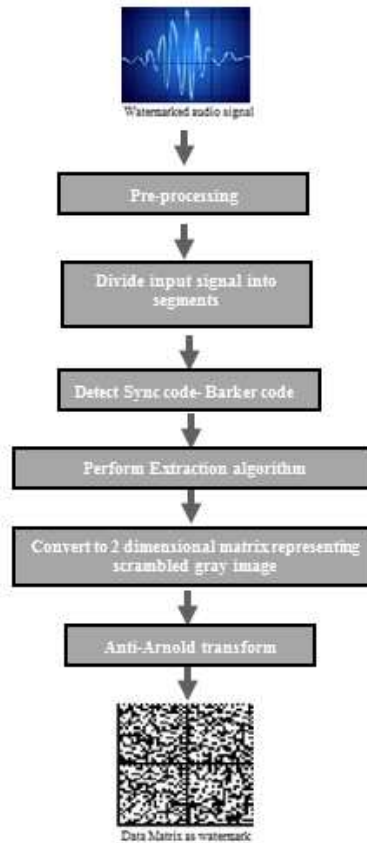 Watermarked audio signal
Pre-processing
Divide input signal into
segments
Detect Sync code- Barker code
Perform Extraction algorithm
Convert to 2 dimensional matrix representing
scrambled gray image
Anti-Arnold transform
Data Matrix as watermark